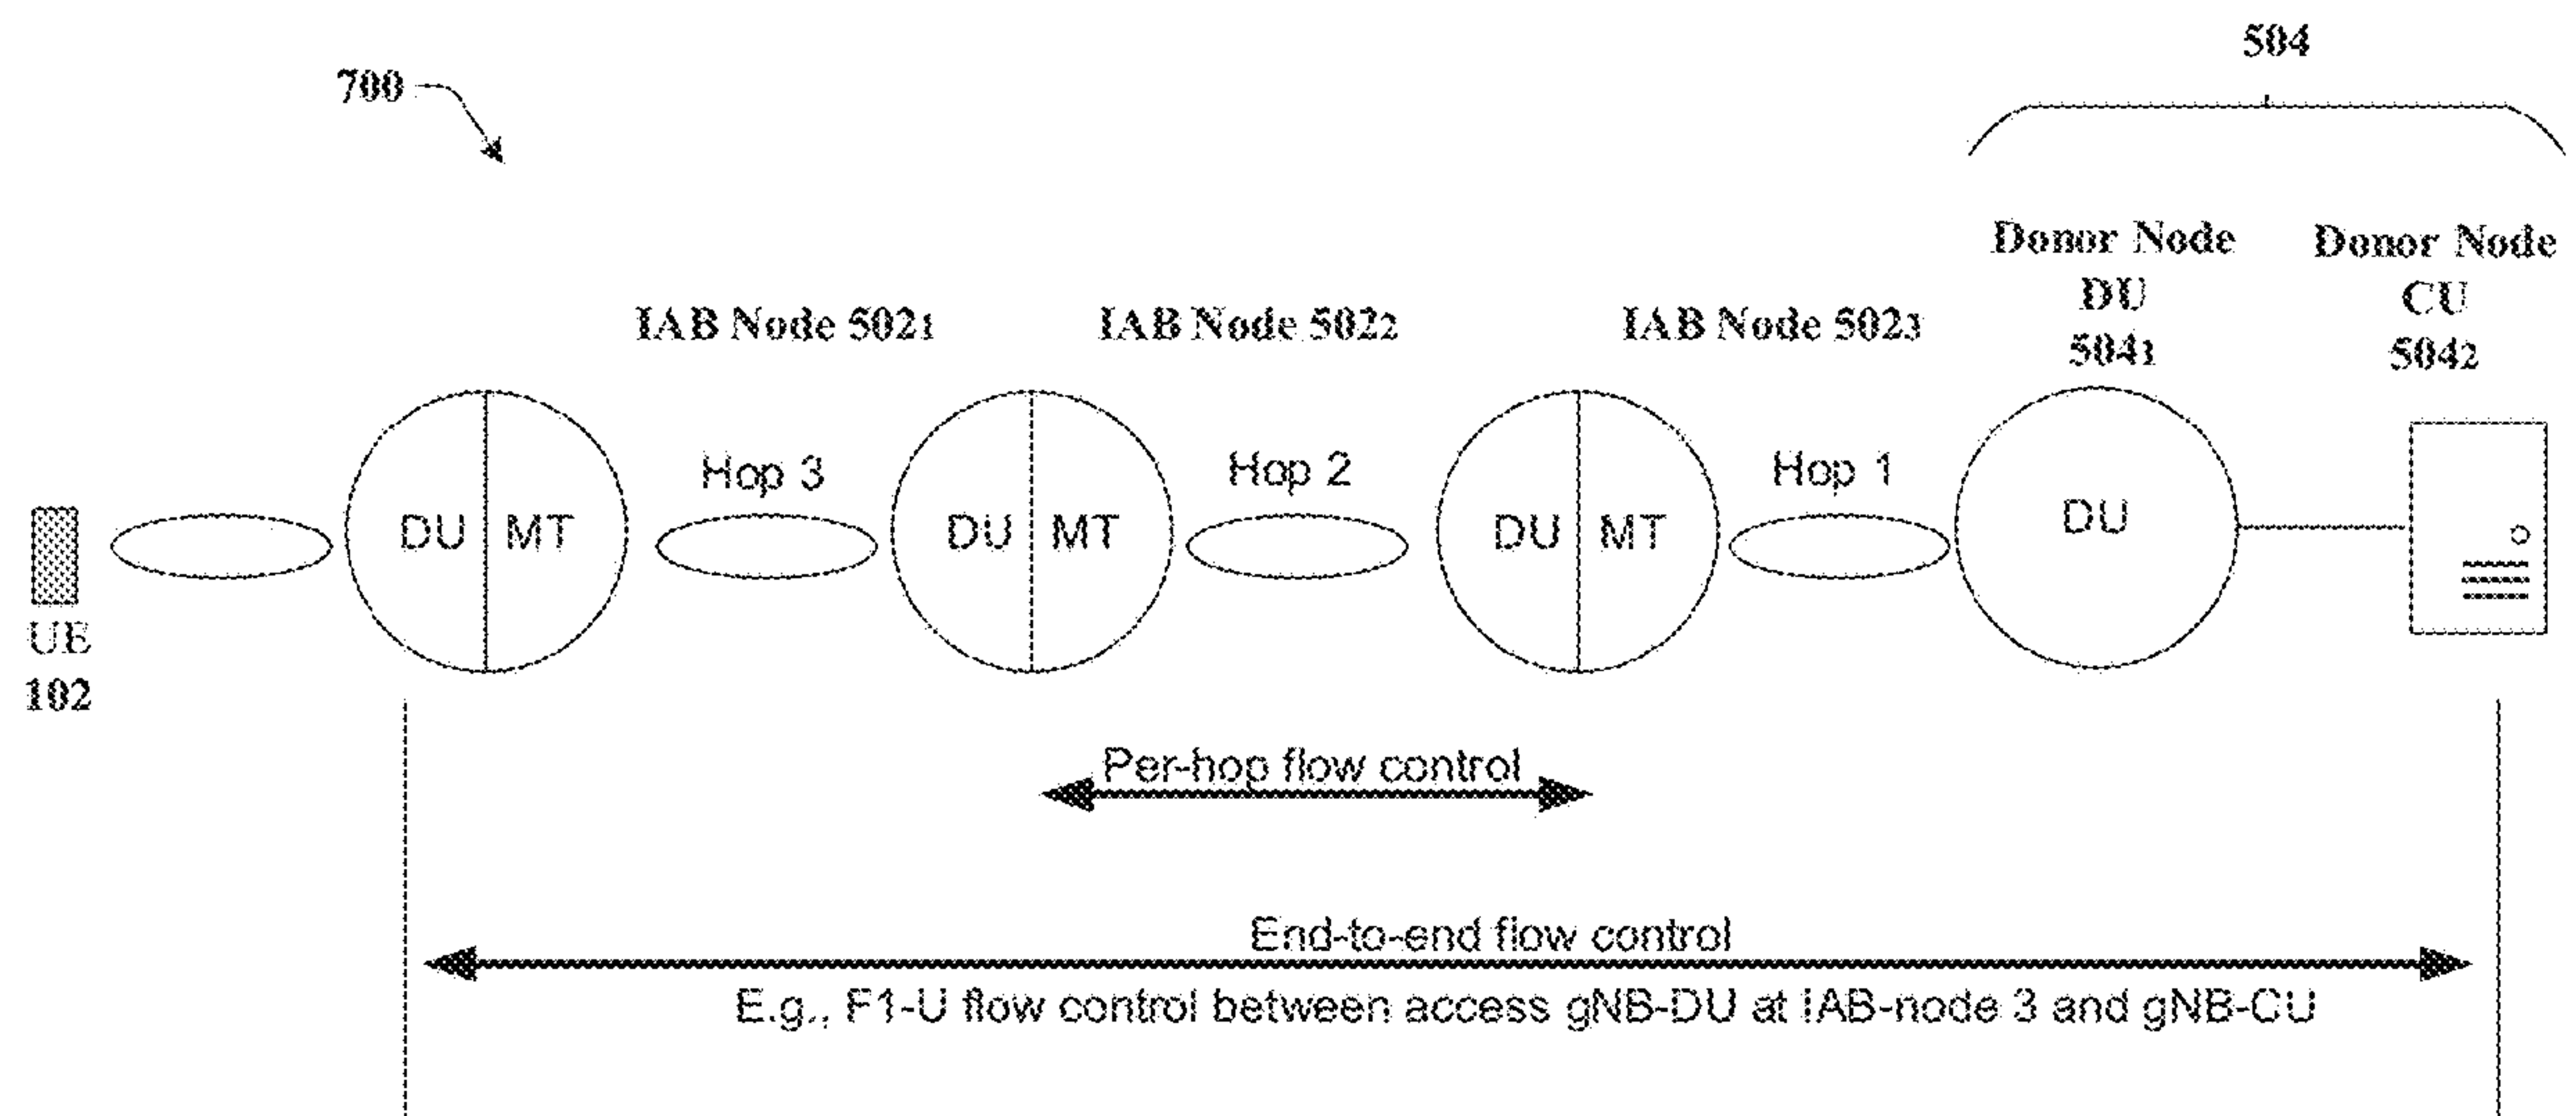 504
700
Donor Node
DU
504₁
Donor Node
CU
504₂
IAB Node 502₁
IAB Node 502₂
IAB Node 502₃
Hop 3
Hop 2
Hop 1
DU MT
DU MT
DU MT
DU
UE
102
Per-hop flow control
End-to-end flow control
E.g., F1-U flow control between access gNB-DU at IAB-node 3 and gNB-CU